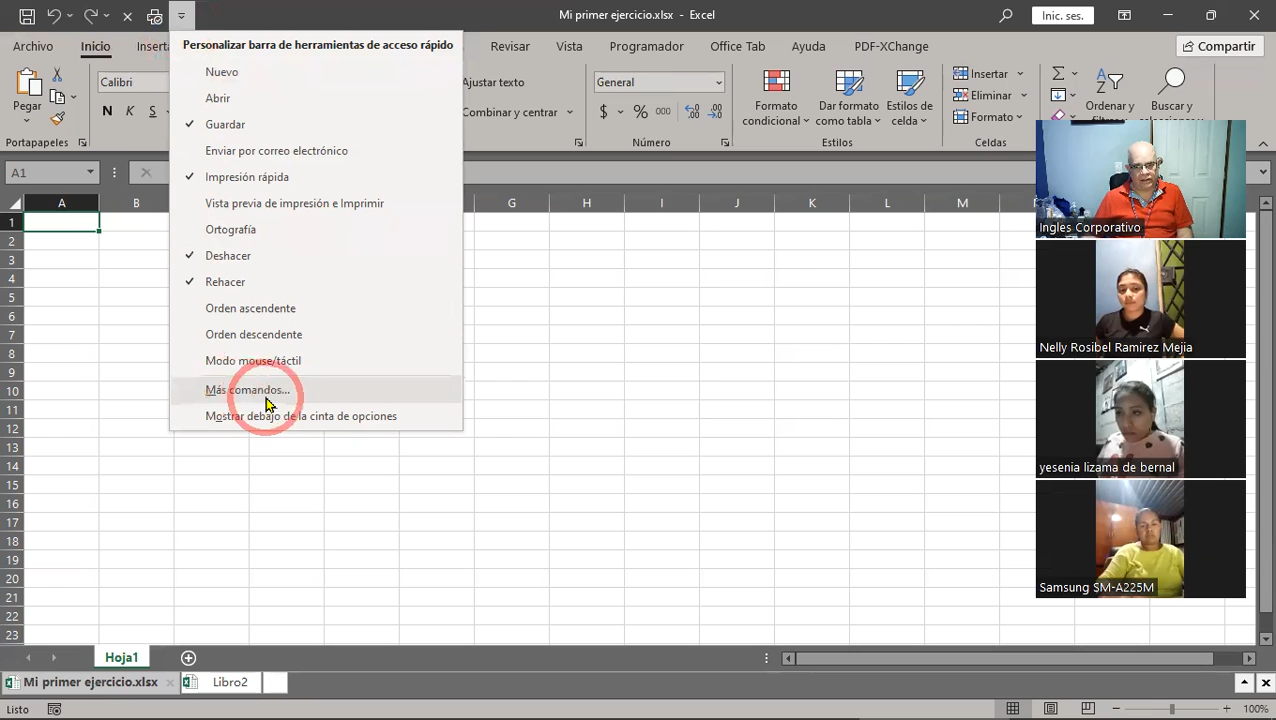 Mi primer ejercicio.xlsx - Excel
Inic. ses.
Archivo
Inicio
Inserta
Revisar
Vista
Programador
Office Tab
Ayuda
PDF-XChange
Compartir
Personalizar barra de herramientas de acceso rápido
Nuevo
Abrir
Guardar
Enviar por correo electrónico
Impresión rápida
Vista previa de impresión e Imprimir
Ortografía
Deshacer
Rehacer
Orden ascendente
Orden descendente
Modo mouse/táctil
Más comandos...
Mostrar debajo de la cinta de opciones
Pegar
Portapapeles
Calibri
N K S
Ajustar texto
Combinar y centrar
General
$ % 000
Número
Formato
condicional
Dar formato
como tabla
Estilos de
celda
Estilos
Insertar
Eliminar
Formato
Celdas
Ordenar y
Buscar y
A1
A B G H I J K L M
1
2
3
4
5
6
7
8
9
10
11
12
13
14
15
16
17
18
19
20
21
22
23
Ingles Corporativo
Nelly Rosibel Ramirez Mejia
yesenia lizama de bernal
Samsung SM-A225M
Hoja1
Mi primer ejercicio.xlsx
Libro2
Listo
100%